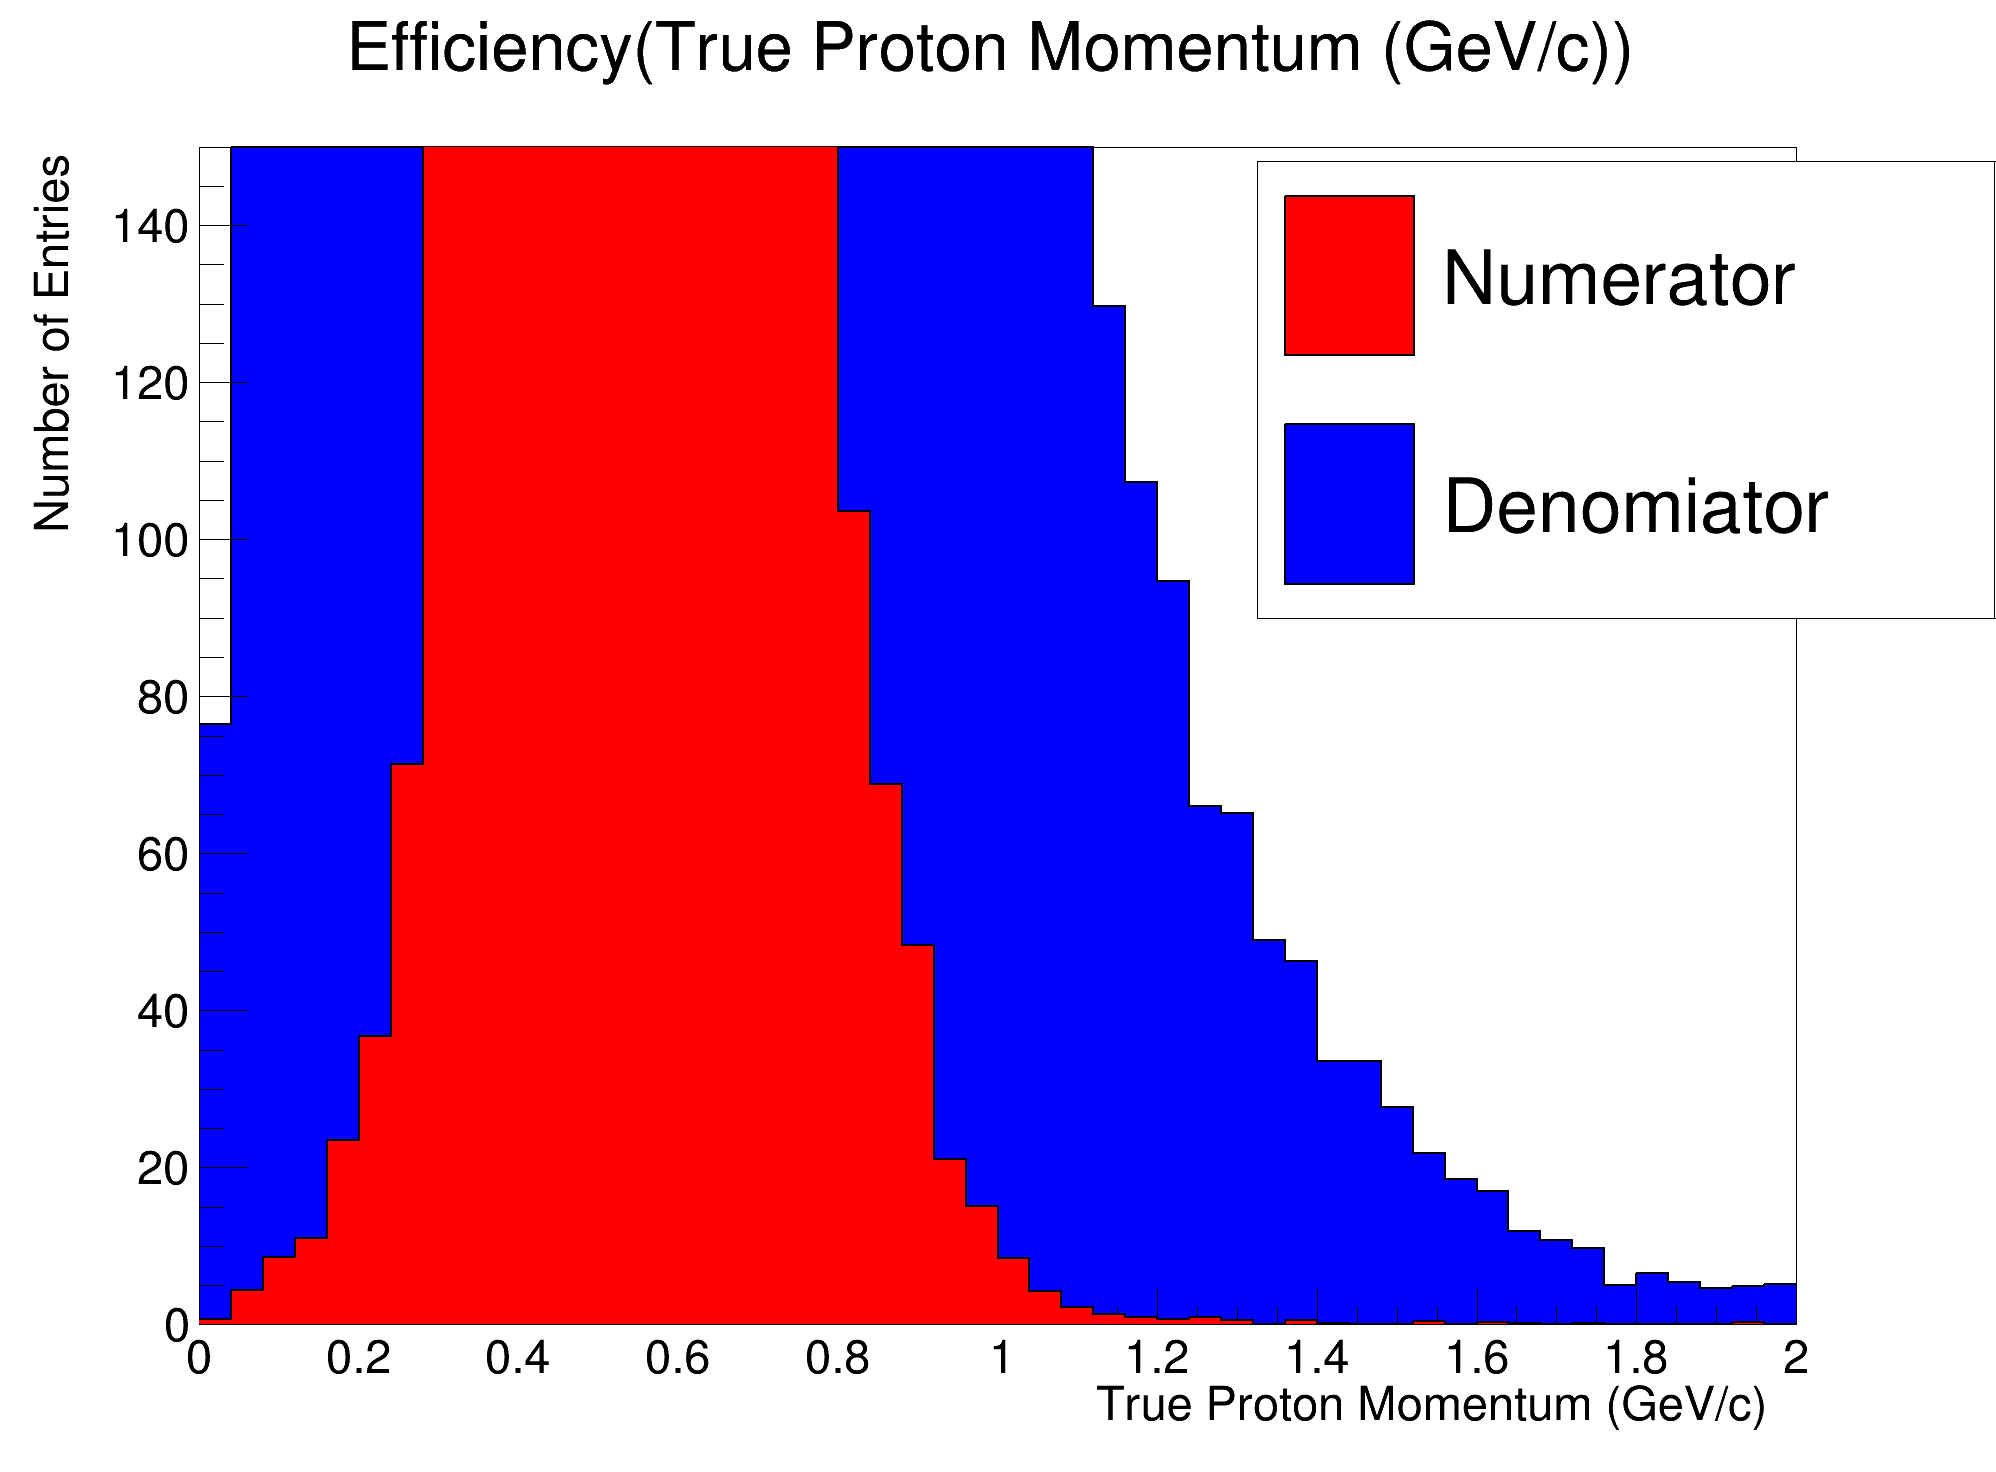 Efficiency(True Proton Momentum (GeV/c))
Number of Entries
140
120
100
80
60
40
20
0
Numerator
Denomiator
0 0.2 0.4 0.6 0.8 1 1.2 1.4 1.6 1.8 2
True Proton Momentum (GeV/c)